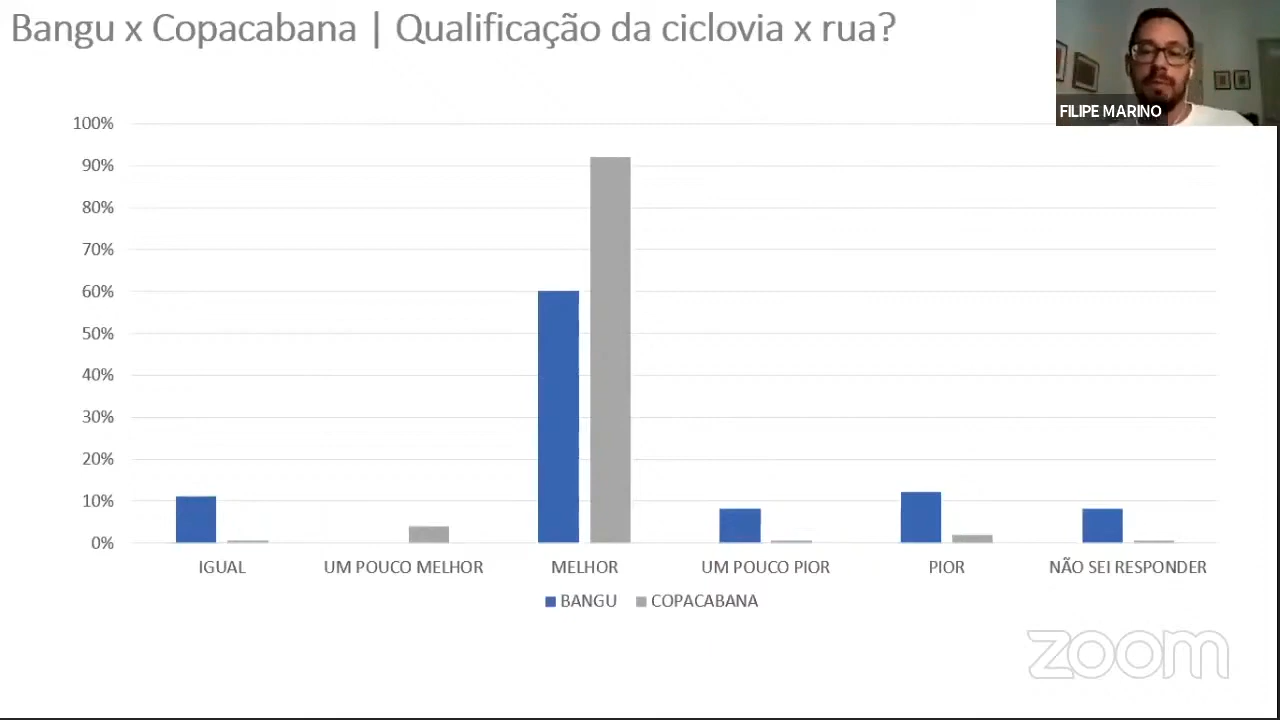 Bangu x Copacabana | Qualificação da ciclovia x rua?
FILIPE MARINO
100%
90%
80%
70%
60%
50%
40%
30%
20%
10%
0%
IGUAL UM POUCO MELHOR MELHOR UM POUCO PIOR PIOR NÃO SEI RESPONDER
BANGU COPACABANA
zoom